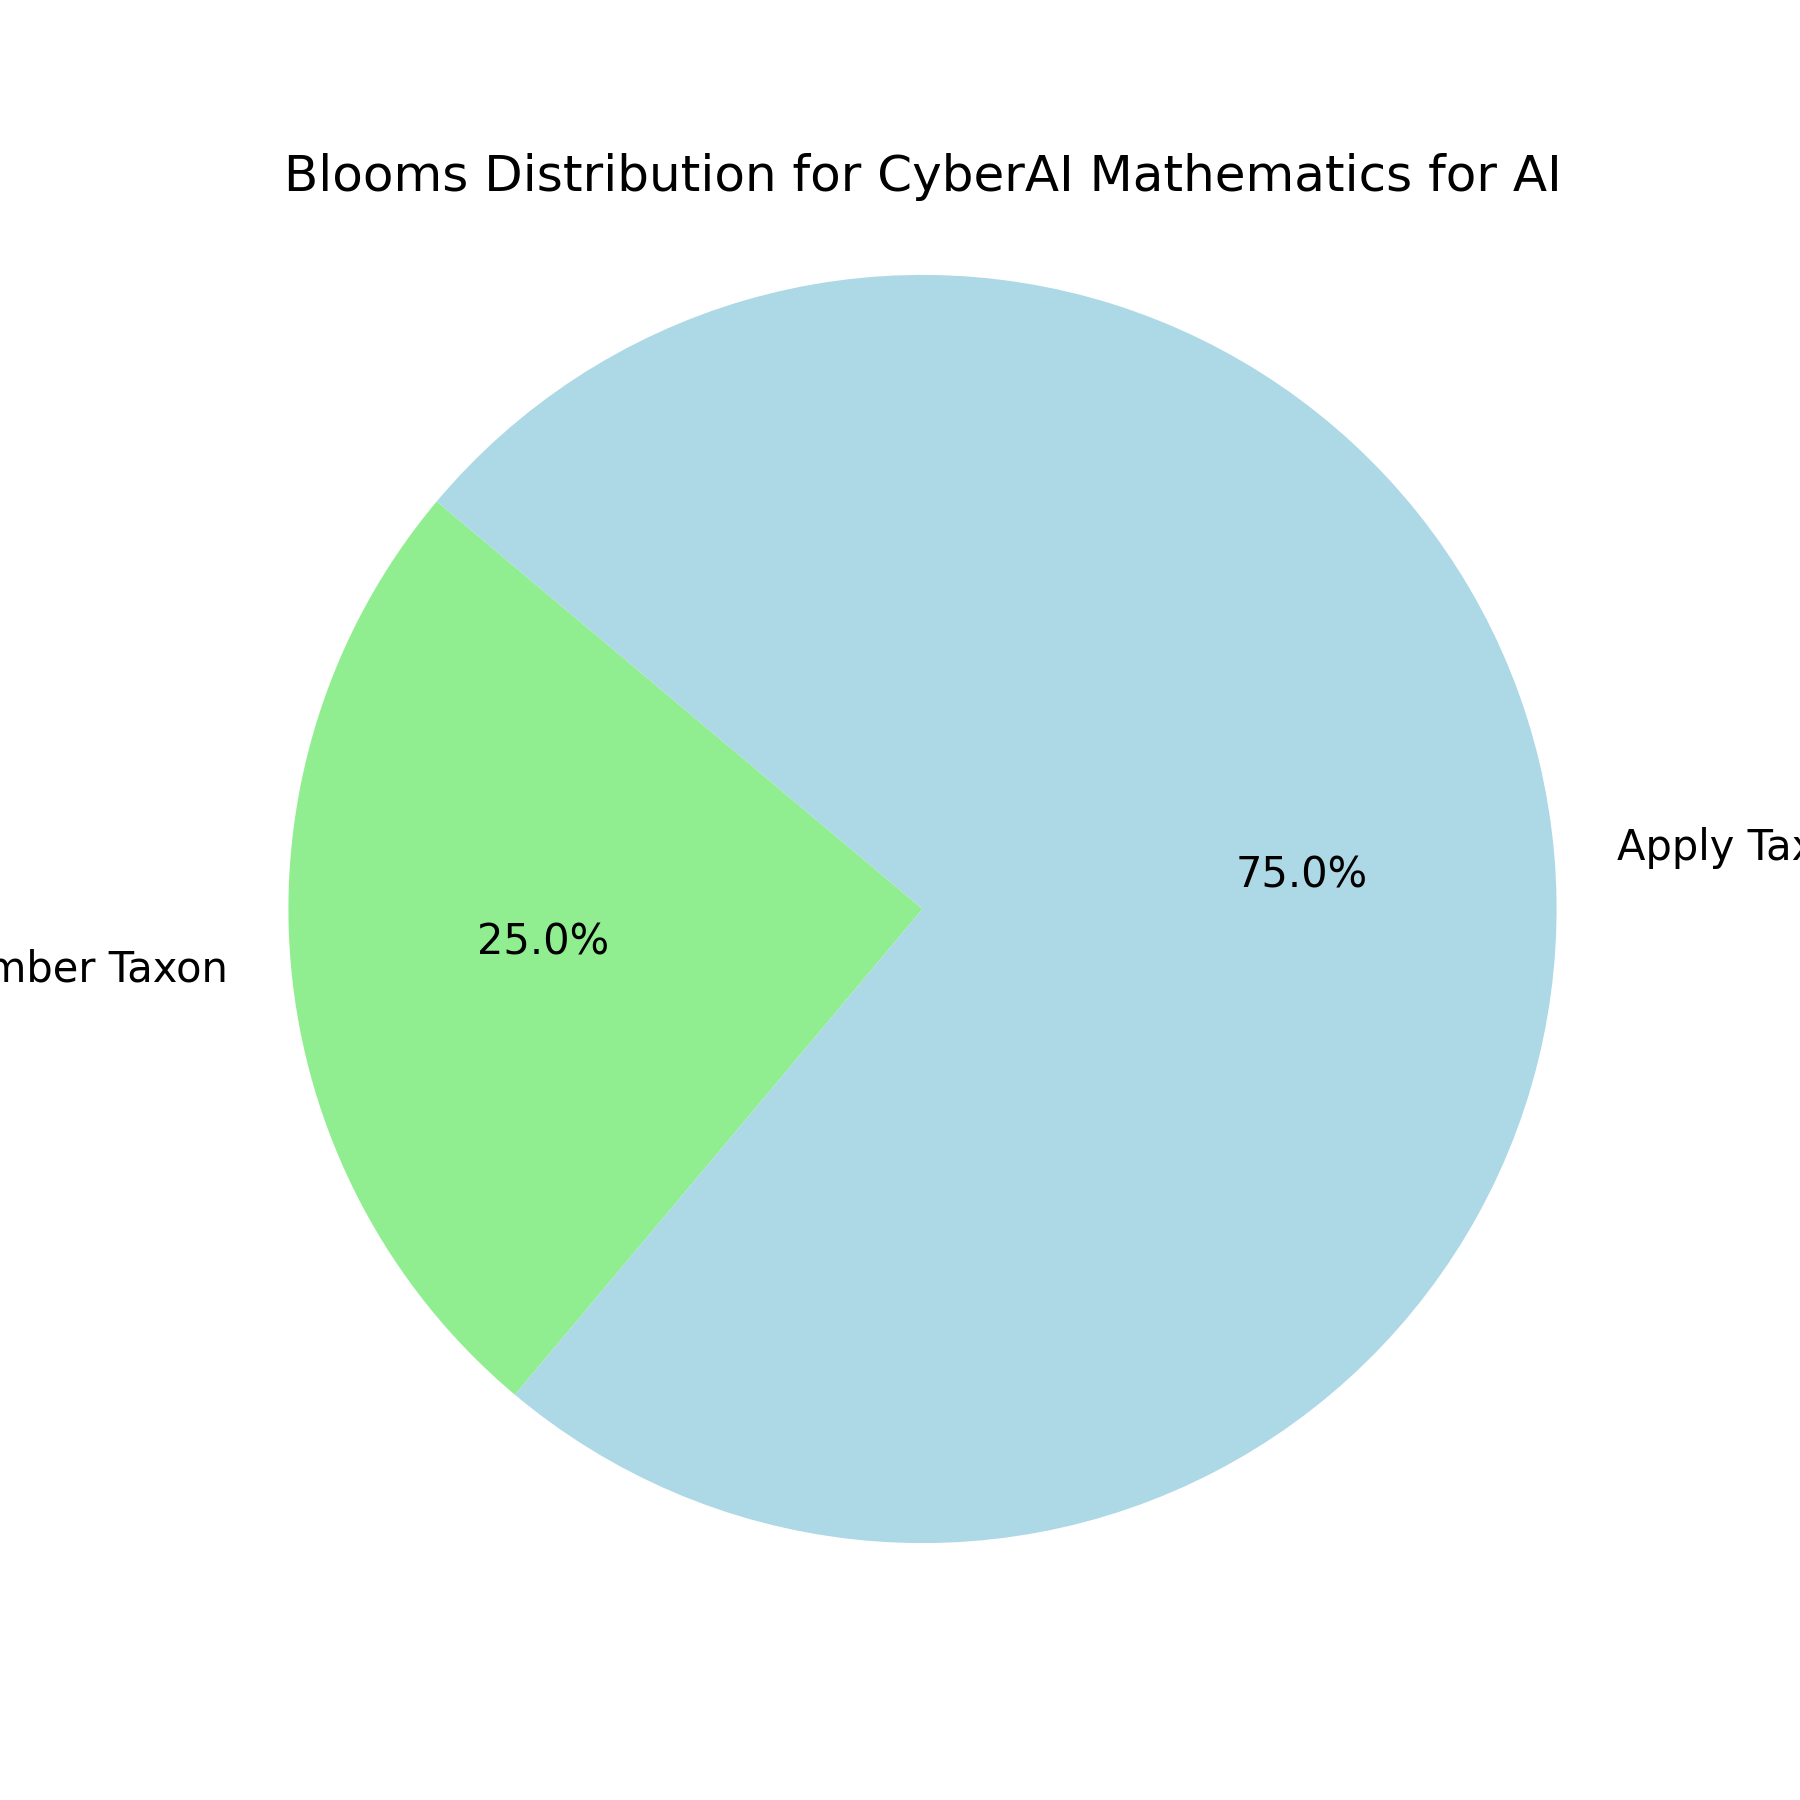 Blooms Distribution for CyberAI Mathematics for AI
75.0%
Apply Tax
25.0%
mber Taxon